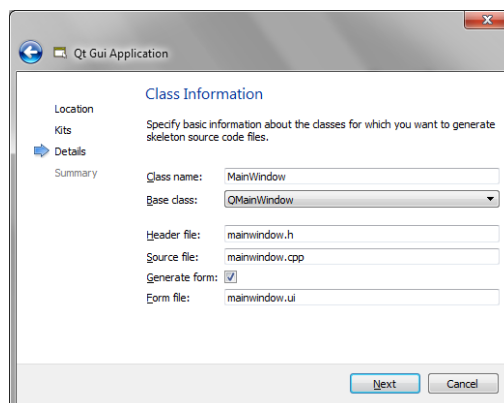 Qt Gui Application
Location
Kits
Details
Summary
Class Information
Specify basic information about the classes for which you want to generate
skeleton source code files.
Class name: MainWindow
Base class: QMainWindow
Header file: mainwindow.h
Source file: mainwindow.cpp
Generate form:
Form file: mainwindow.ui
Next Cancel